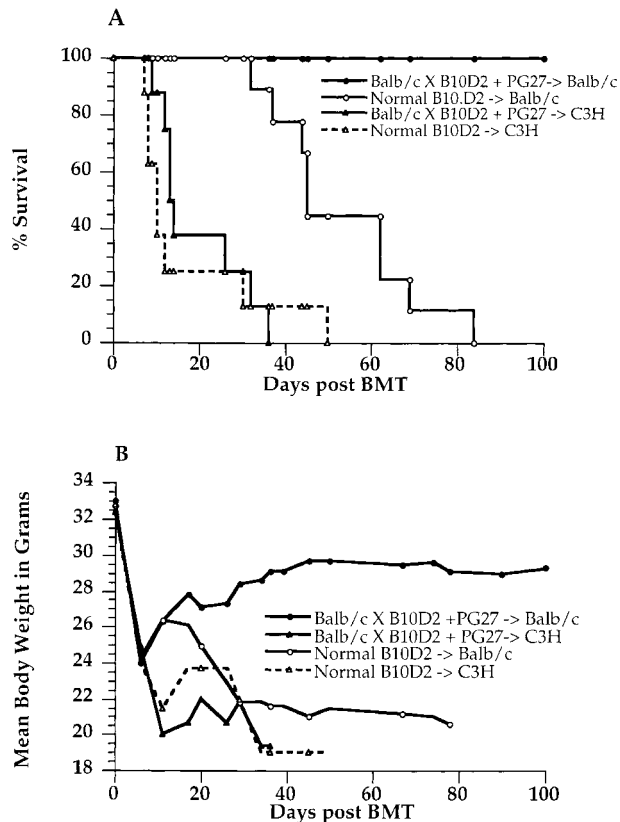 A
% Survival
100
80
60
40
20
0
Balb/c X B10D2 + PG27-> Balb/c
Normal B10.D2 -> Balb/c
Balb/c X B10D2 + PG27 -> C3H
Normal B10D2 -> C3H
0 20 40 60 80 100
Days post BMT
B
Mean Body Weight in Grams
34
32
30
28
26
24
22
20
18
Balb/c X B10D2 +PG27 -> Balb/c
Balb/c X B10D2 + PG27-> C3H
Normal B10D2 -> Balb/c
Normal B10D2 -> C3H
0 20 40 60 80 100
Days post BMT